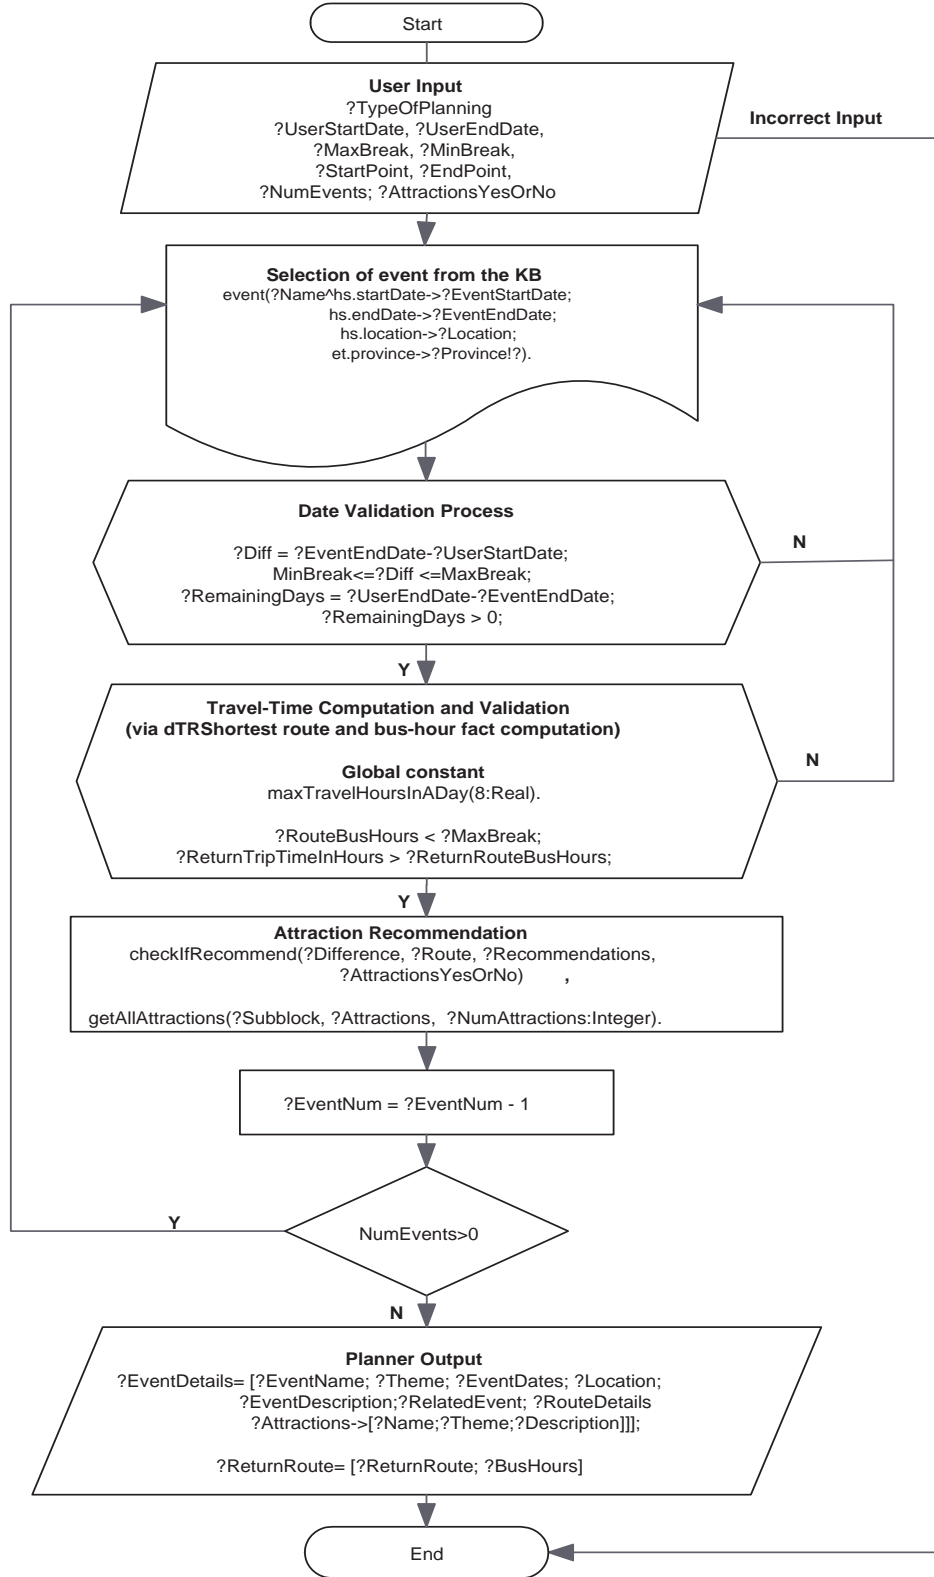 Start
User Input
?TypeOfPlanning
?UserStartDate, ?UserEndDate,
?MaxBreak, ?MinBreak,
?StartPoint, ?EndPoint,
?NumEvents; ?AttractionsYesOrNo
Incorrect Input
Selection of event from the KB
event(?Name^hs.startDate->?EventStartDate;
hs.endDate->?EventEndDate;
hs.location->?Location;
et.province->?Province!?).
Date Validation Process
?Diff = ?EventEndDate-?UserStartDate;
MinBreak<=?Diff <=MaxBreak;
?RemainingDays = ?UserEndDate-?EventEndDate;
?RemainingDays > 0;
N
Y
Travel-Time Computation and Validation
(via dTRShortest route and bus-hour fact computation)
Global constant
maxTravelHoursInADay(8:Real).
?RouteBusHours < ?MaxBreak;
?ReturnTripTimeInHours > ?ReturnRouteBusHours;
N
Y
Attraction Recommendation
checkIfRecommend(?Difference, ?Route, ?Recommendations,
?AttractionsYesOrNo) ,
getAllAttractions(?Subblock, ?Attractions, ?NumAttractions:Integer).
?EventNum = ?EventNum - 1
Y
NumEvents>0
N
Planner Output
?EventDetails= [?EventName; ?Theme; ?EventDates; ?Location;
?EventDescription;?RelatedEvent; ?RouteDetails
?Attractions->[?Name;?Theme;?Description]]];
?ReturnRoute= [?ReturnRoute; ?BusHours]
End